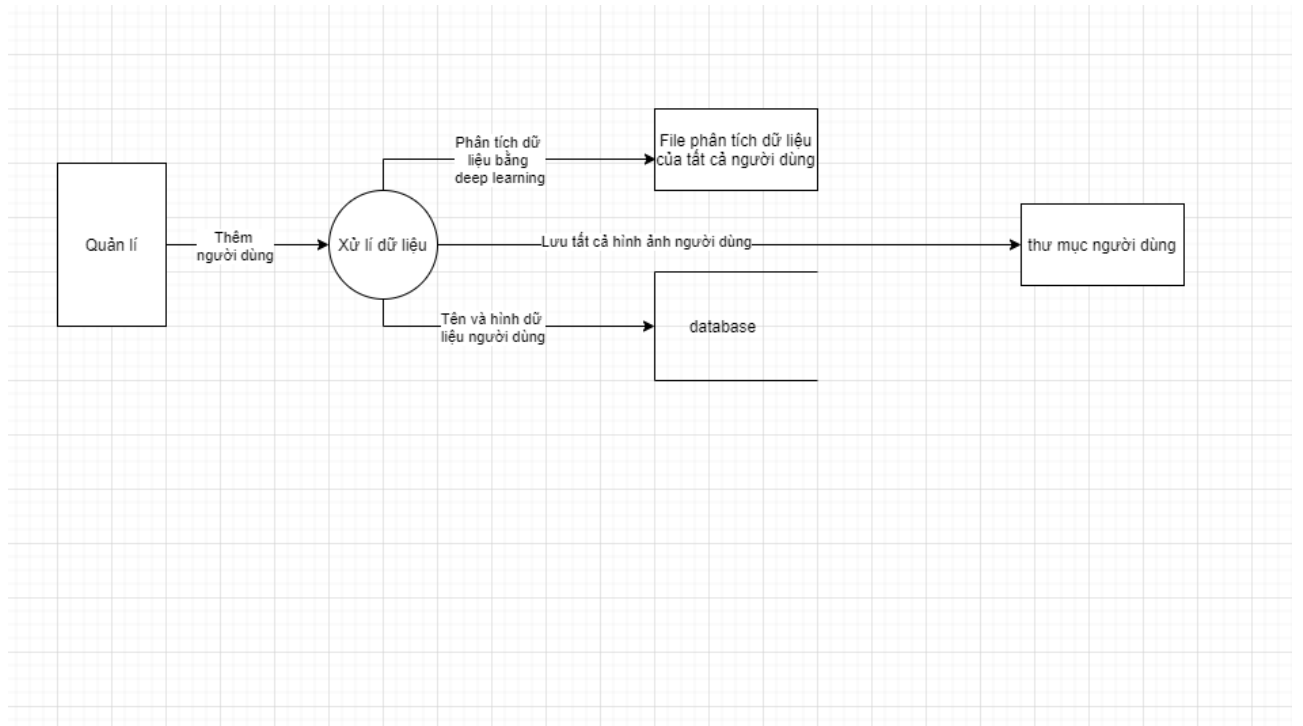 Quản lí
Thêm
người dùng
Xử lí dữ liệu
Phân tích dữ
liệu bằng
deep learning
File phân tích dữ liệu
của tất cả người dùng
Lưu tất cả hình ảnh người dùng
thư mục người dùng
Tên và hình dữ
liệu người dùng
database